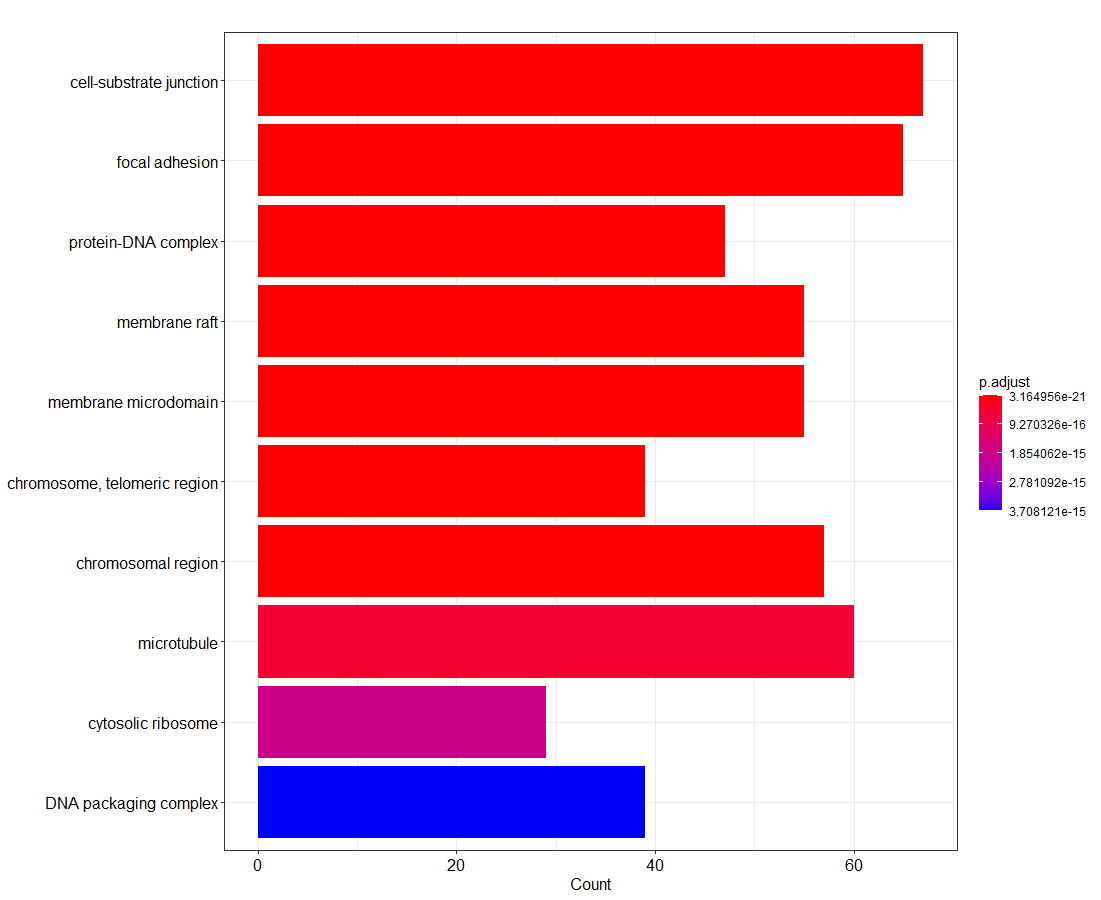 cell-substrate junction
focal adhesion
protein-DNA complex
membrane raft
membrane microdomain
chromosome, telomeric region
chromosomal region
microtubule
cytosolic ribosome
DNA packaging complex
0 20 40 60
Count
p.adjust
3.164956e-21
9.270326e-16
1.854062e-15
2.781092e-15
3.708121e-15